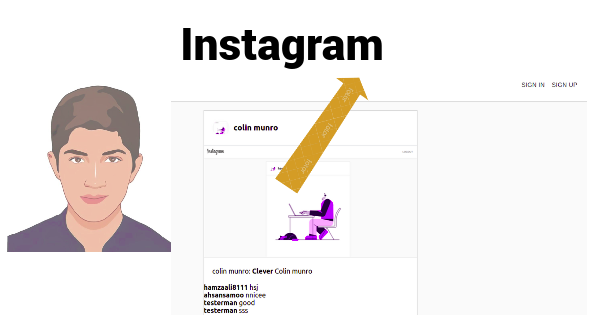 Instagram
SIGN IN SIGN UP
colin munro
Instagram
colin munro: Clever Colin munro
hamzaali8111 hsj
ahsansamoo nnicee
testerman good
testerman sss